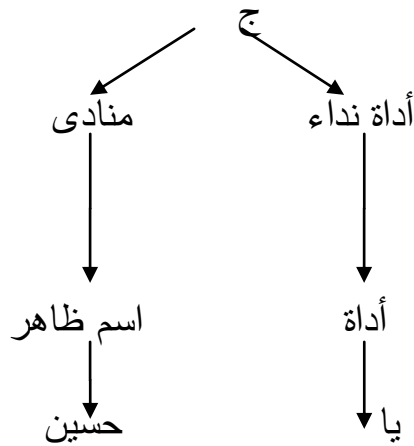 ج
أداة نداء منادى
أداة اسم ظاهر
يا حسين